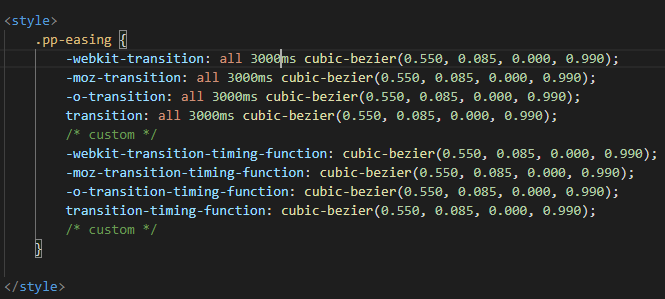 <style>
.pp-easing {
-webkit-transition: all 3000ms cubic-bezier(0.550, 0.085, 0.000, 0.990);
-moz-transition: all 3000ms cubic-bezier(0.550, 0.085, 0.000, 0.990);
-o-transition: all 3000ms cubic-bezier(0.550, 0.085, 0.000, 0.990);
transition: all 3000ms cubic-bezier(0.550, 0.085, 0.000, 0.990);
/* custom */
-webkit-transition-timing-function: cubic-bezier(0.550, 0.085, 0.000, 0.990);
-moz-transition-timing-function: cubic-bezier(0.550, 0.085, 0.000, 0.990);
-o-transition-timing-function: cubic-bezier(0.550, 0.085, 0.000, 0.990);
transition-timing-function: cubic-bezier(0.550, 0.085, 0.000, 0.990);
/* custom */
}
</style>